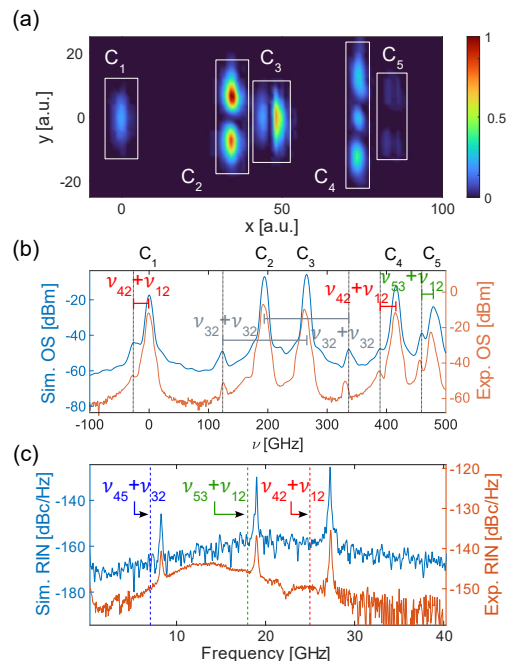 (a)
C1
C2
C3
C4
C5
25
0
-25
y [a.u.]
0
50
100
x [a.u.]
1
0.5
0
(b)
C1
C2
C3
C4
C5
ν42+ν12
ν32+ν32
ν32+ν32
ν42+ν12
ν53+ν12
-20
-40
-60
-80
Sim. OS [dBm]
0
-20
-40
-60
Exp. OS [dBm]
-100
0
100
200
300
400
500
ν [GHz]
(c)
ν45+ν32
ν53+ν12
ν42+ν12
-140
-160
-180
Sim. RIN [dBc/Hz]
-120
-130
-140
-150
Exp. RIN [dBc/Hz]
10
20
30
40
Frequency [GHz]